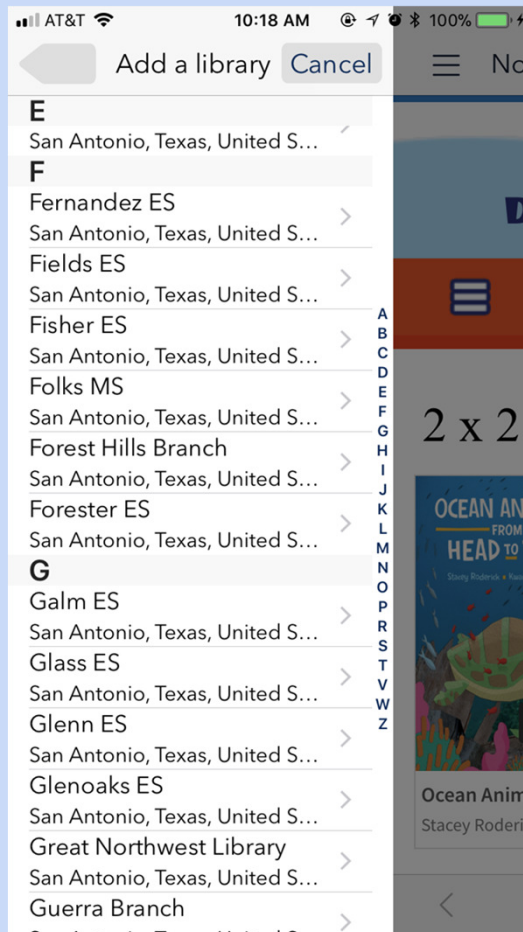 AT&T 10:18 AM 100%
Add a library Cancel
E
San Antonio, Texas, United S...
F
Fernandez ES
San Antonio, Texas, United S...
Fields ES
San Antonio, Texas, United S...
Fisher ES
San Antonio, Texas, United S...
Folks MS
San Antonio, Texas, United S...
Forest Hills Branch
San Antonio, Texas, United S...
Forester ES
San Antonio, Texas, United S...
G
Galm ES
San Antonio, Texas, United S...
Glass ES
San Antonio, Texas, United S...
Glenn ES
San Antonio, Texas, United S...
Glenoaks ES
San Antonio, Texas, United S...
Great Northwest Library
San Antonio, Texas, United S...
Guerra Branch
A
B
C
D
E
F
G
H
I
J
K
L
M
N
O
P
R
S
T
V
W
Z
No
D
2 x 2
OCEAN AN
FROM
HEAD TO
Stacey Roderick
Ocean Anim
Stacey Roderi